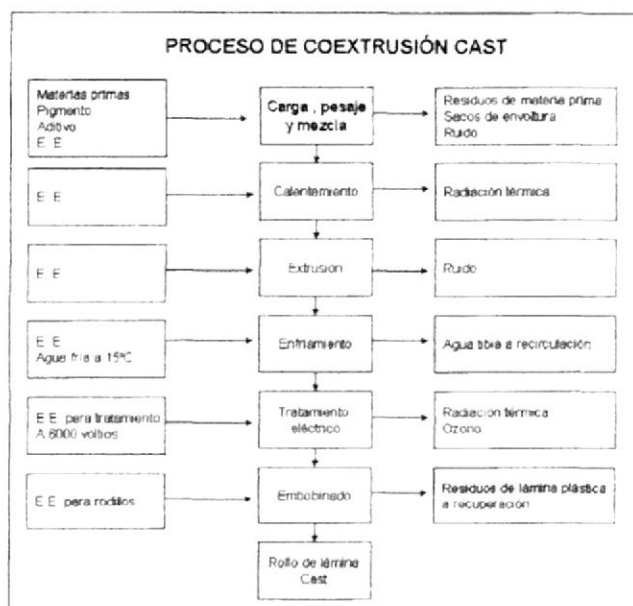 PROCESO DE COEXTRUSIÓN CAST
Materias primas
Pigmento
Aditivo
E E
Carga , pesaje
y mezcla
Residuos de materia prima
Sacos de envoltura
Ruido
E E
Calentamiento
Radiación térmica
E E
Extrusión
Ruido
E E
Agua fria a 15ºC
Enfriamiento
Agua tibia a recirculación
E E para tratamiento
A 6000 voltios
Tratamiento
eléctrico
Radiación térmica
Ozono
E E para rodillos
Embobinado
Residuos de lámina plástica
a recuperación
Rollo de lámina
Cast